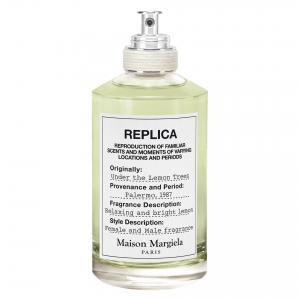 REPLICA
REPRODUCTION OF FAMILIAR
SCENTS AND MOMENTS OF VARYING
LOCATIONS AND PERIODS
Originally:
Under the Lemon Trees
Provenance and Period:
Palermo, 1987
Fragrance Description:
Relaxing and bright lemon
Style Description:
Female and Male fragrance
Maison Margiela
PARIS